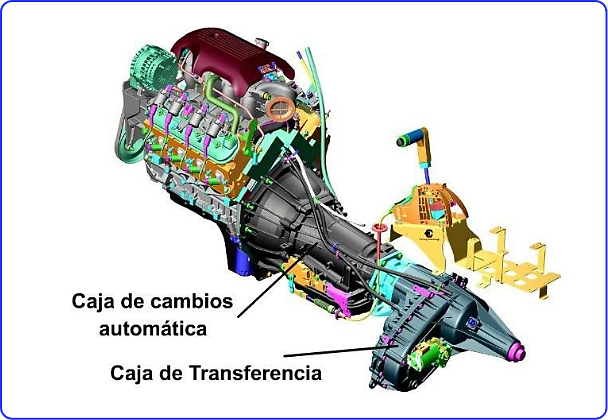 Caja de cambios
automática
Caja de Transferencia